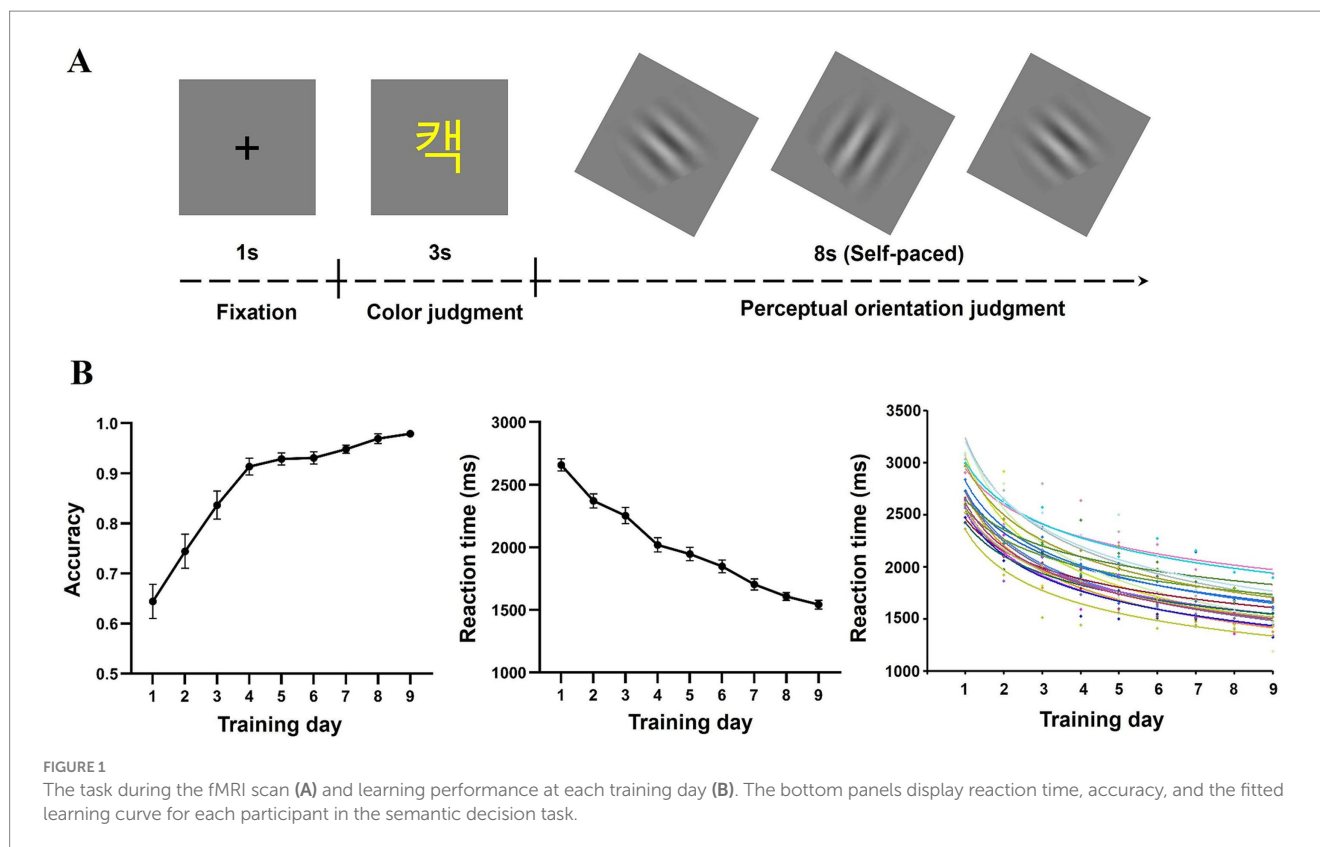 A
+
캑
1s 3s 8s (Self-paced)
Fixation Color judgment Perceptual orientation judgment
B
Accuracy
1.0
0.9
0.8
0.7
0.6
0.5
1 2 3 4 5 6 7 8 9
Training day
Reaction time (ms)
3000
2500
2000
1500
1000
1 2 3 4 5 6 7 8 9
Training day
Reaction time (ms)
3500
3000
2500
2000
1500
1000
1 2 3 4 5 6 7 8 9
Training day
FIGURE 1
The task during the fMRI scan (A) and learning performance at each training day (B). The bottom panels display reaction time, accuracy, and the fitted
learning curve for each participant in the semantic decision task.